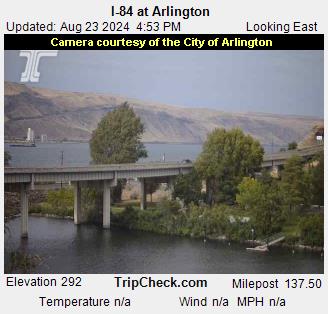 I-84 at Arlington
Updated: Aug 23 2024 4:53 PM Looking East
Camera courtesy of the City of Arlington
Elevation 292 TripCheck.com Milepost 137.50
Temperature n/a Wind n/a MPH n/a